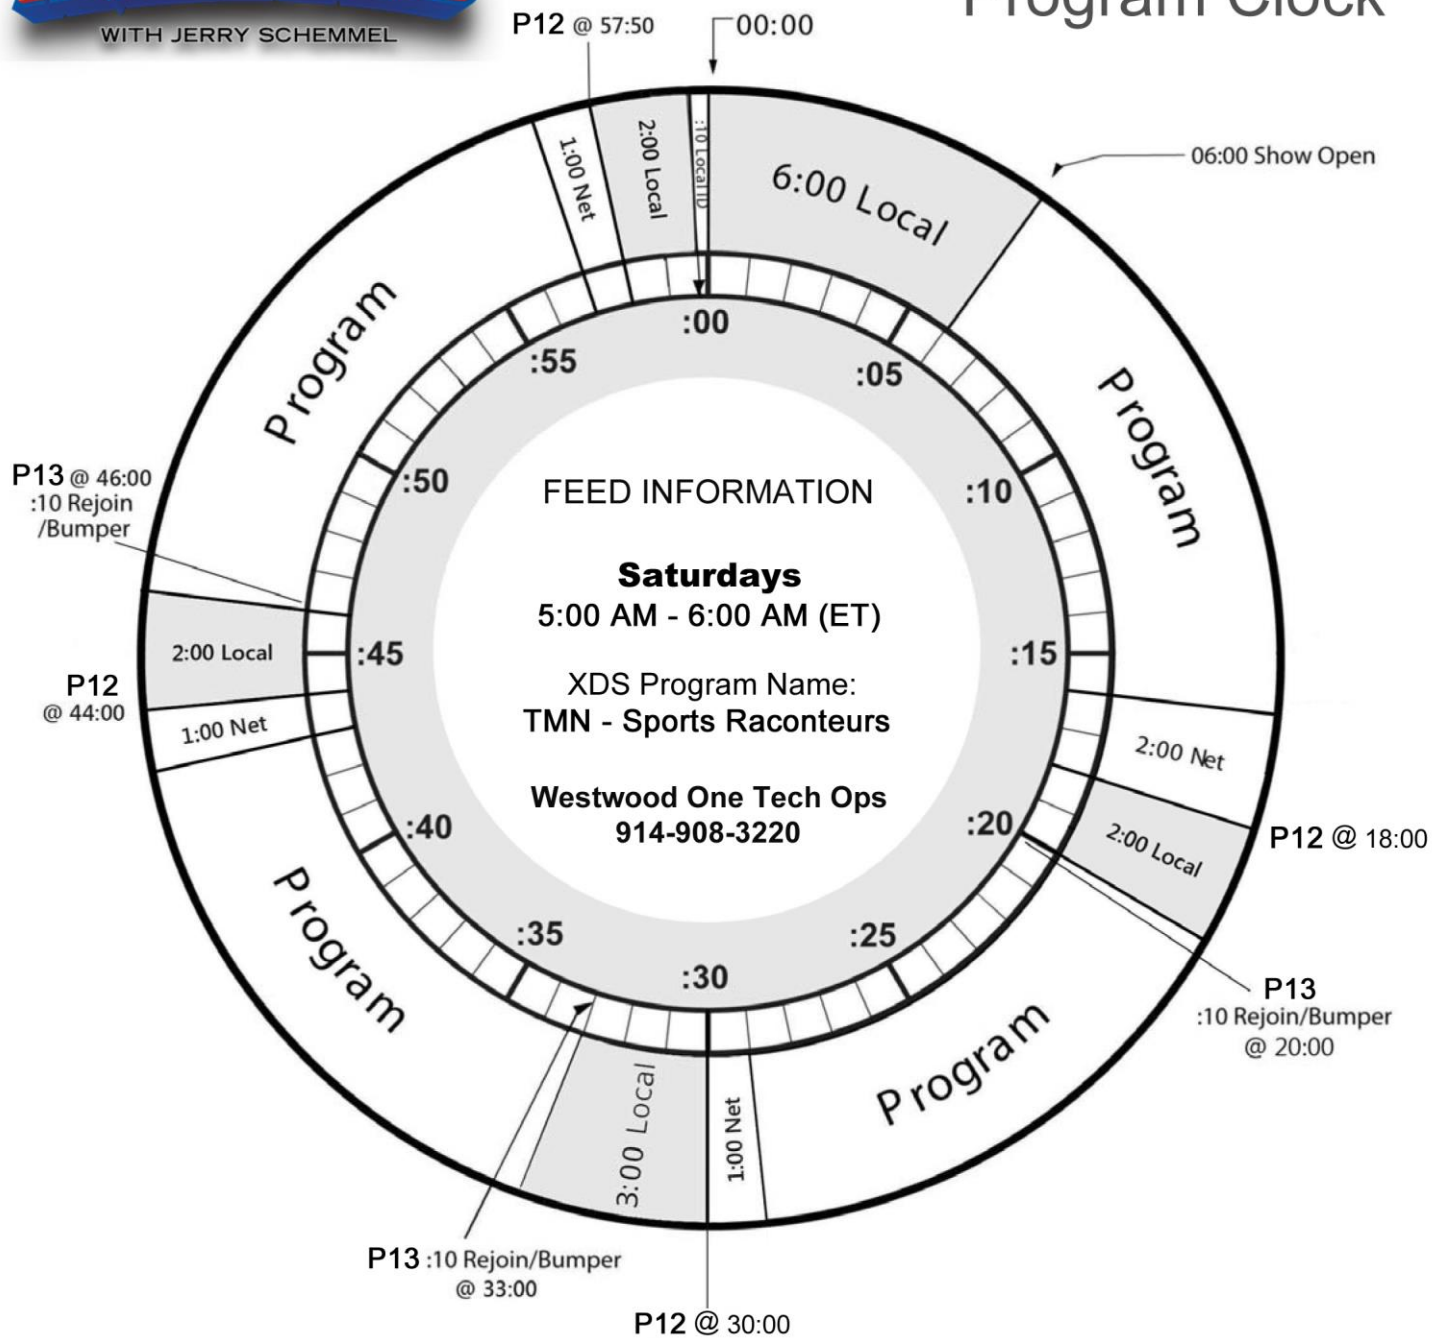 WITH JERRY SCHEMMEL
Program Clock
P12 @ 57:50
00:00
06:00 Show Open
1:00 Net
2:00 Local
:10 Local ID
6:00 Local
Program
Program
:00
:05
:10
:15
:20
:25
:30
:35
:40
:45
:50
:55
FEED INFORMATION
Saturdays
5:00 AM - 6:00 AM (ET)
XDS Program Name:
TMN - Sports Raconteurs
Westwood One Tech Ops
914-908-3220
P13 @ 46:00
:10 Rejoin
/Bumper
2:00 Local
P12
@ 44:00
1:00 Net
2:00 Net
2:00 Local
P12 @ 18:00
P13
:10 Rejoin/Bumper
@ 20:00
Program
Program
3:00 Local
1:00 Net
P13 :10 Rejoin/Bumper
@ 33:00
P12 @ 30:00